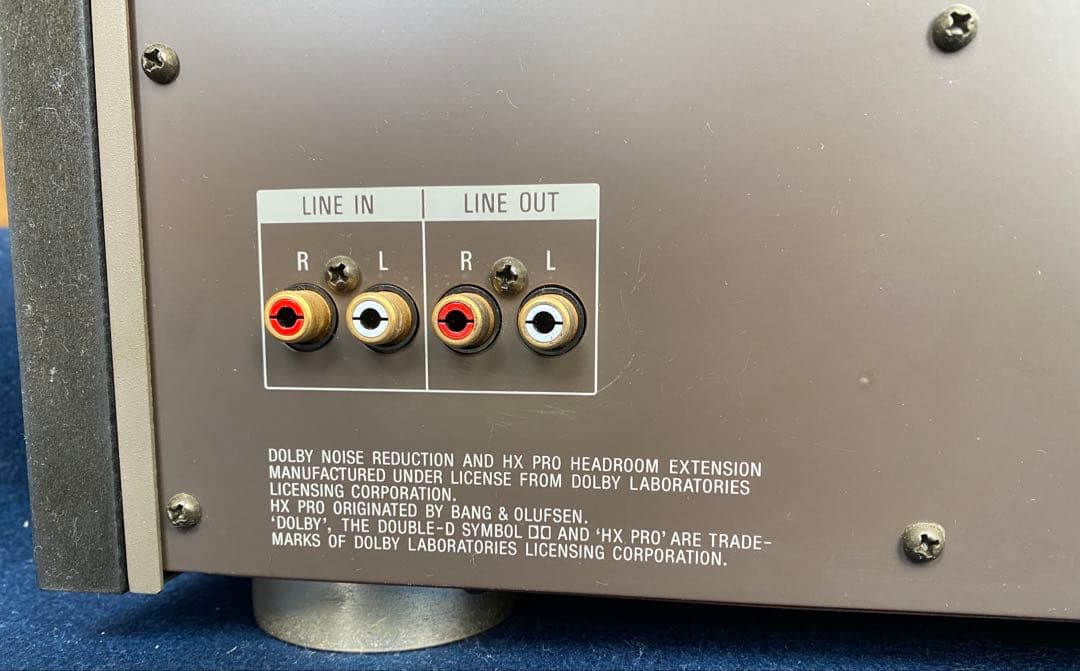 LINE IN LINE OUT
R L R L
DOLBY NOISE REDUCTION AND HX PRO HEADROOM EXTENSION
MANUFACTURED UNDER LICENSE FROM DOLBY LABORATORIES
LICENSING CORPORATION.
HX PRO ORIGINATED BY BANG & OLUFSEN.
‘DOLBY’, THE DOUBLE-D SYMBOL AND ‘HX PRO’ ARE TRADE-
MARKS OF DOLBY LABORATORIES LICENSING CORPORATION.